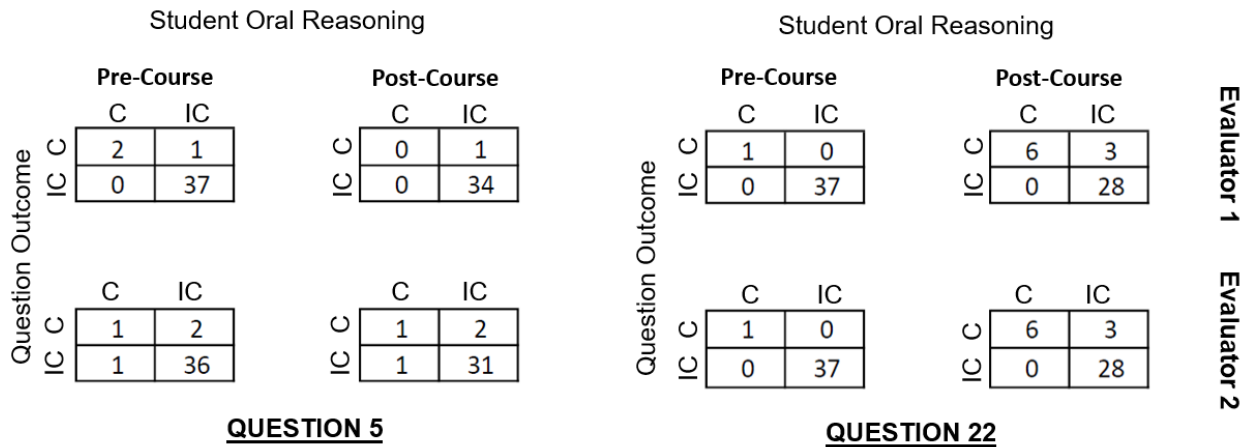 Student Oral Reasoning
Student Oral Reasoning
Pre-Course
Post-Course
Pre-Course
Post-Course
C IC
C IC
C IC
C IC
C 2 1
C 0 1
C 1 0
C 6 3
IC 0 37
IC 0 34
IC 0 37
IC 0 28
Evaluator 1
Question Outcome
Question Outcome
C IC
C IC
C IC
C IC
C 1 2
C 1 2
C 1 0
C 6 3
IC 1 36
IC 1 31
IC 0 37
IC 0 28
Evaluator 2
QUESTION 5
QUESTION 22